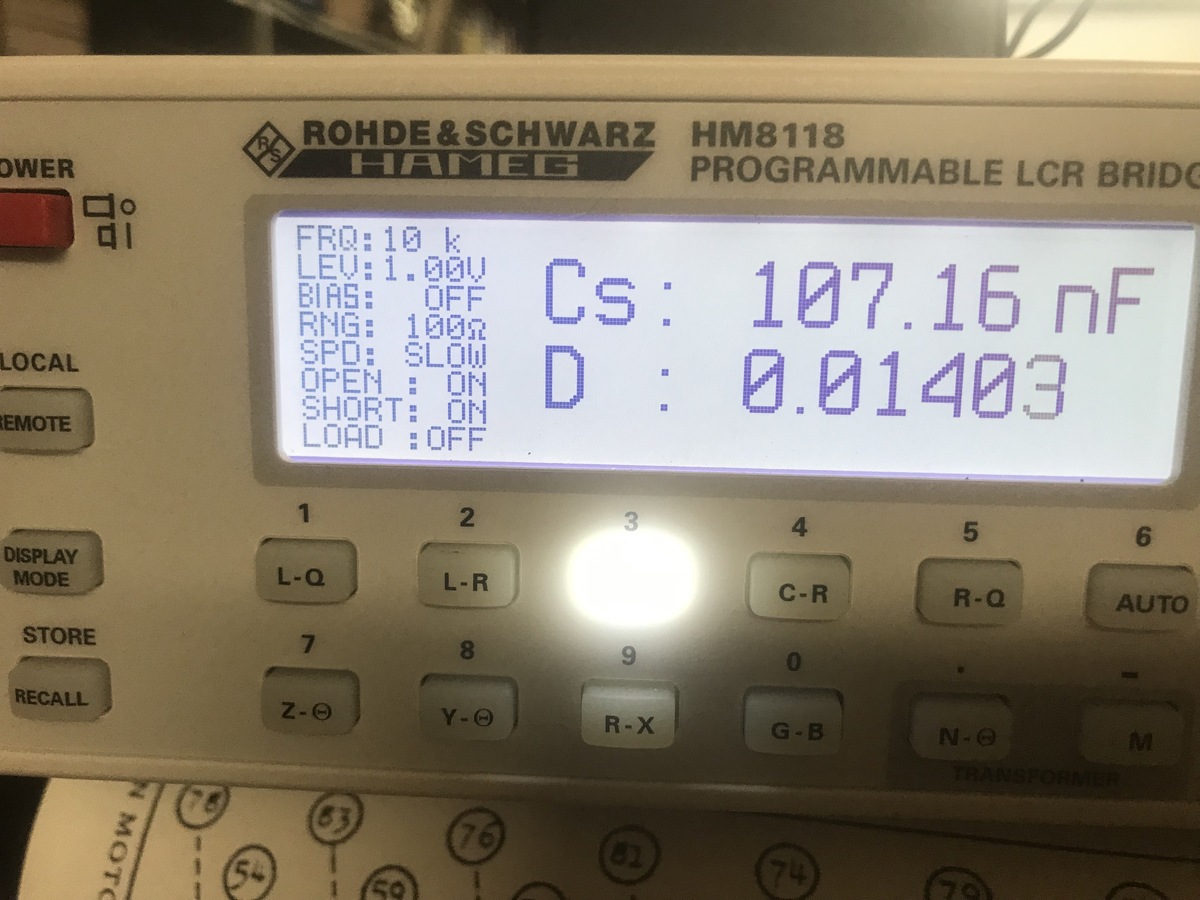 ROHDE&SCHWARZ
HAMEG
HM8118
PROGRAMMABLE LCR BRIDG
OWER
FRQ:10 k
LEV:1.00V
BIAS: OFF
RNG: 100Ω
SPD: SLOW
OPEN : ON
SHORT: ON
LOAD :OFF
Cs: 107.16 nF
D : 0.01403
LOCAL
REMOTE
DISPLAY
MODE
STORE
RECALL
1 2 3 4 5 6
L-Q L-R C-R R-Q AUTO
7 8 9 0 . -
Z-Θ Y-Θ R-X G-B N-Θ M
TRANSFORMER
N MOTO
78 83 76 81 74 79
54 59